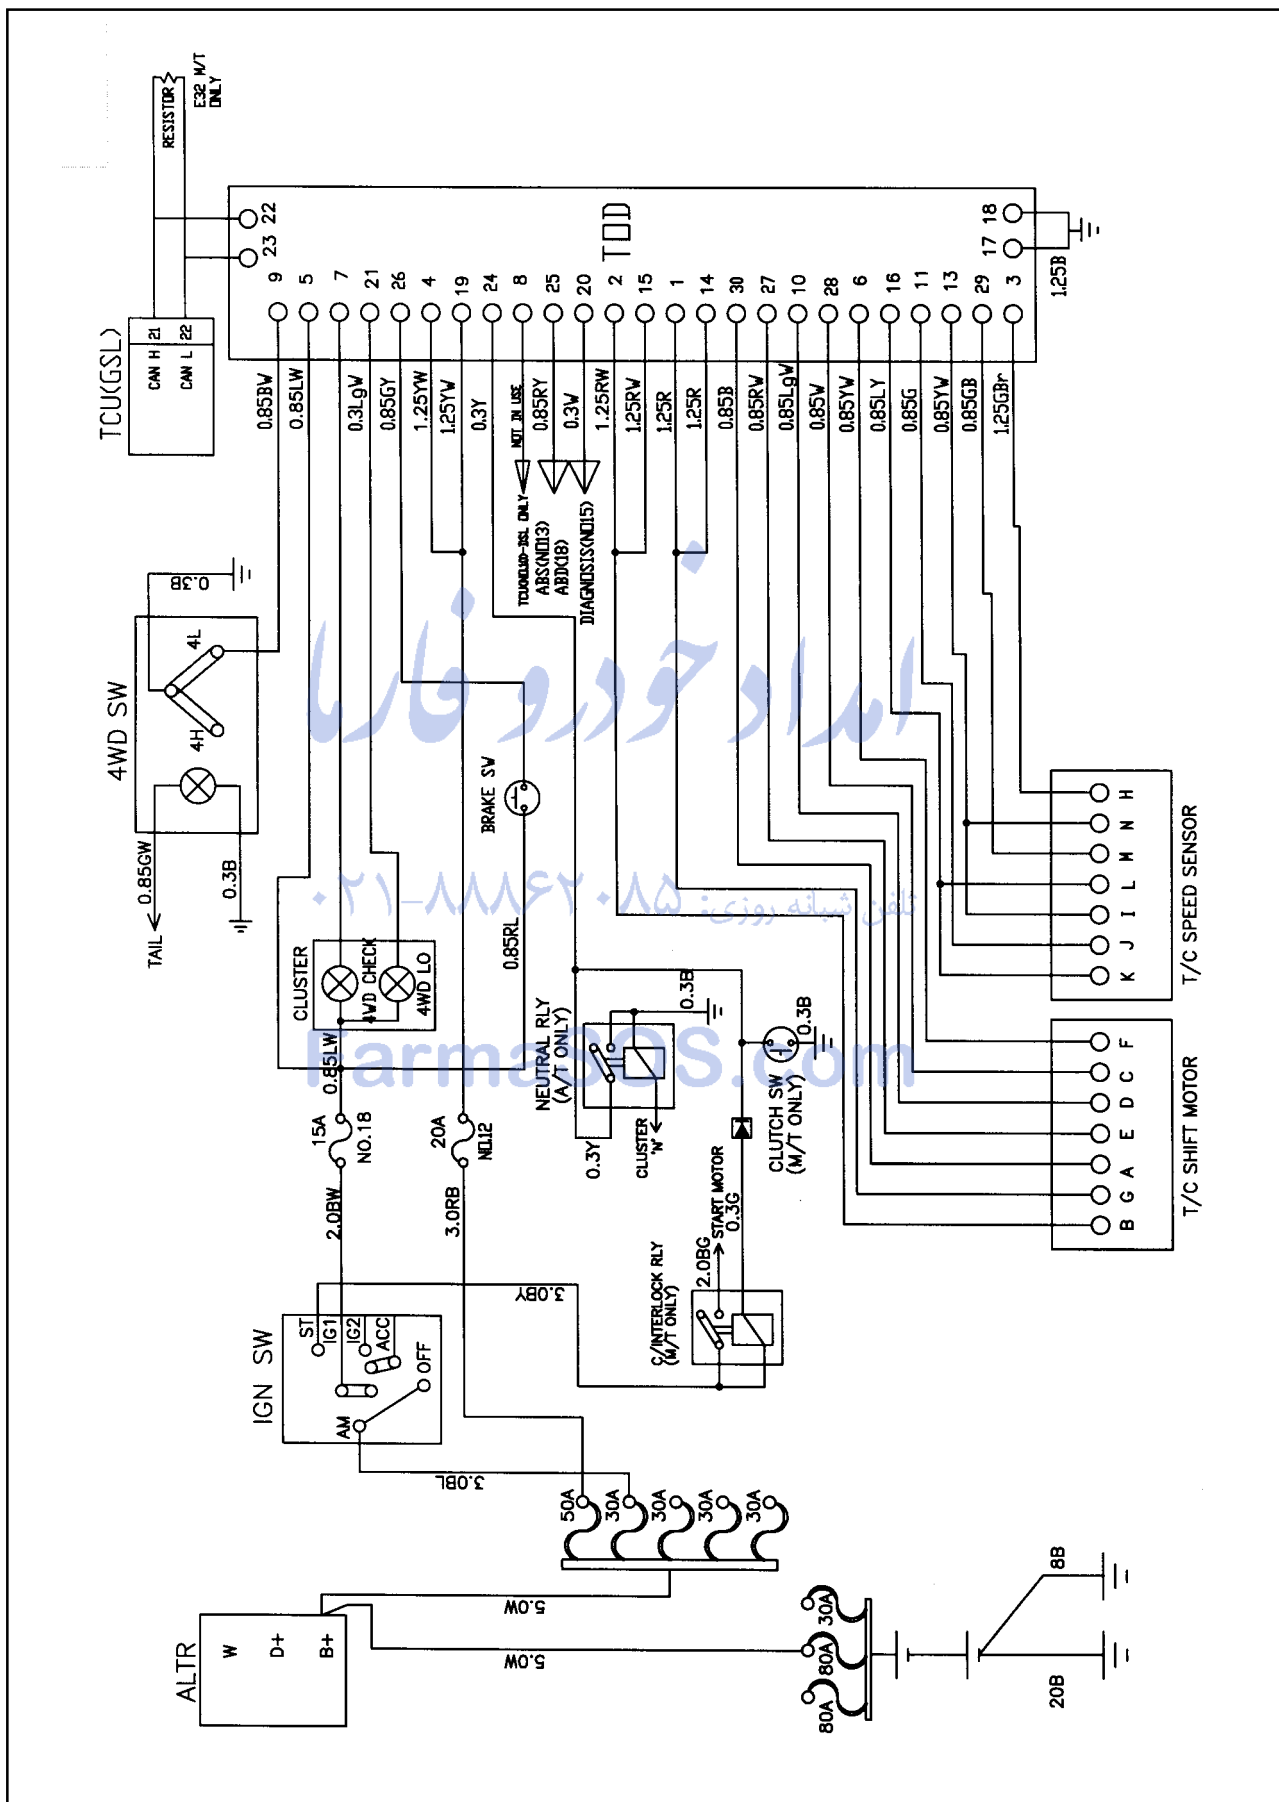 TCU(GSL)
CAN H 21
CAN L 22
RESISTOR
E32 M/T
ONLY
4WD SW
4H
4L
0.3B
0.3B
0.85GW
TAIL
TOD
22
23
17
18
1.25B
9
5
7
21
26
4
19
24
8
25
20
2
15
1
14
30
27
10
28
6
16
11
13
29
3
0.85BW
0.85LW
0.3LgW
0.85GY
1.25YW
1.25YW
0.3Y
NOT IN USE
0.85RY
0.3W
1.25RW
1.25RW
1.25R
1.25R
0.85B
0.85RW
0.85LgW
0.85W
0.85YW
0.85LY
0.85G
0.85YW
0.85GB
1.25GBr
ONLY
ABS(NO13)
ABD(18)
DIAGNOSIS(NO15)
امداد خودرو فارما
تلفن شبانه روزی: ۰۲۱-۸۸۸۶۲۰۸۵
FarmaSOS.com
BRAKE SW
0.85RL
CLUSTER
4WD CHECK
4WD LO
0.85LW
15A
NO.18
20A
NO.12
2.0BW
3.0RB
NEUTRAL RLY
(A/T ONLY)
0.3B
0.3Y
CLUSTER
'N'
CLUTCH SW
(M/T ONLY)
0.3B
START MOTOR
0.3G
2.0BG
C/INTERLOCK RLY
(M/T ONLY)
3.0BY
IGN SW
ST
IG1
IG2
ACC
OFF
AM
3.0BL
T/C SPEED SENSOR
H
N
M
L
I
J
K
T/C SHIFT MOTOR
F
C
D
E
A
G
B
ALTR
W
D+
B+
5.0W
5.0W
50A
30A
30A
30A
30A
30A
80A
80A
20B
8B